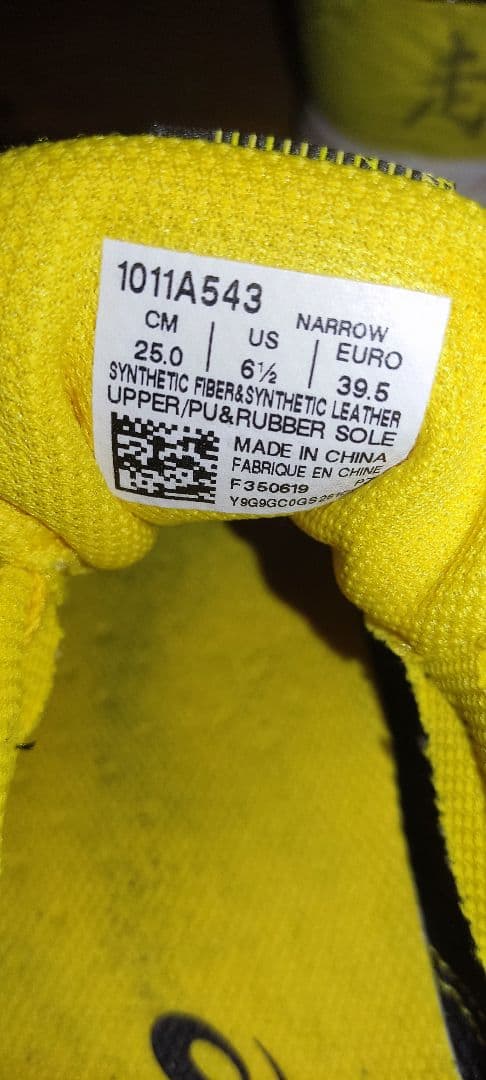 走
1011A543
NARROW
CM | US | EURO
25.0 | 6½ | 39.5
SYNTHETIC FIBER&SYNTHETIC LEATHER
UPPER/PU&RUBBER SOLE
MADE IN CHINA
FABRIQUE EN CHINE
F350619